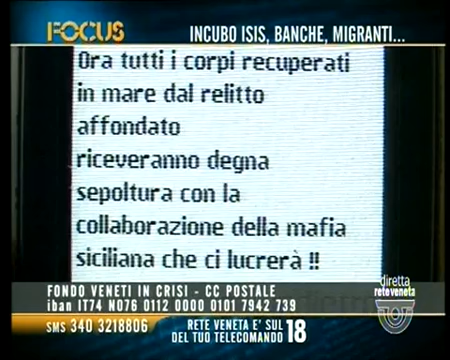 FOCUS
INCUBO ISIS, BANCHE, MIGRANTI...
Ora tutti i corpi recuperati
in mare dal relitto
affondato
riceveranno degna
sepoltura con la
collaborazione della mafia
siciliana che ci lucrerà !!
diretta
reteveneta
FONDO VENETI IN CRISI - CC POSTALE
iban IT74 N076 0112 0000 0101 7942 739
SMS 340 3218806
RETE VENETA E' SUL 18
DEL TUO TELECOMANDO